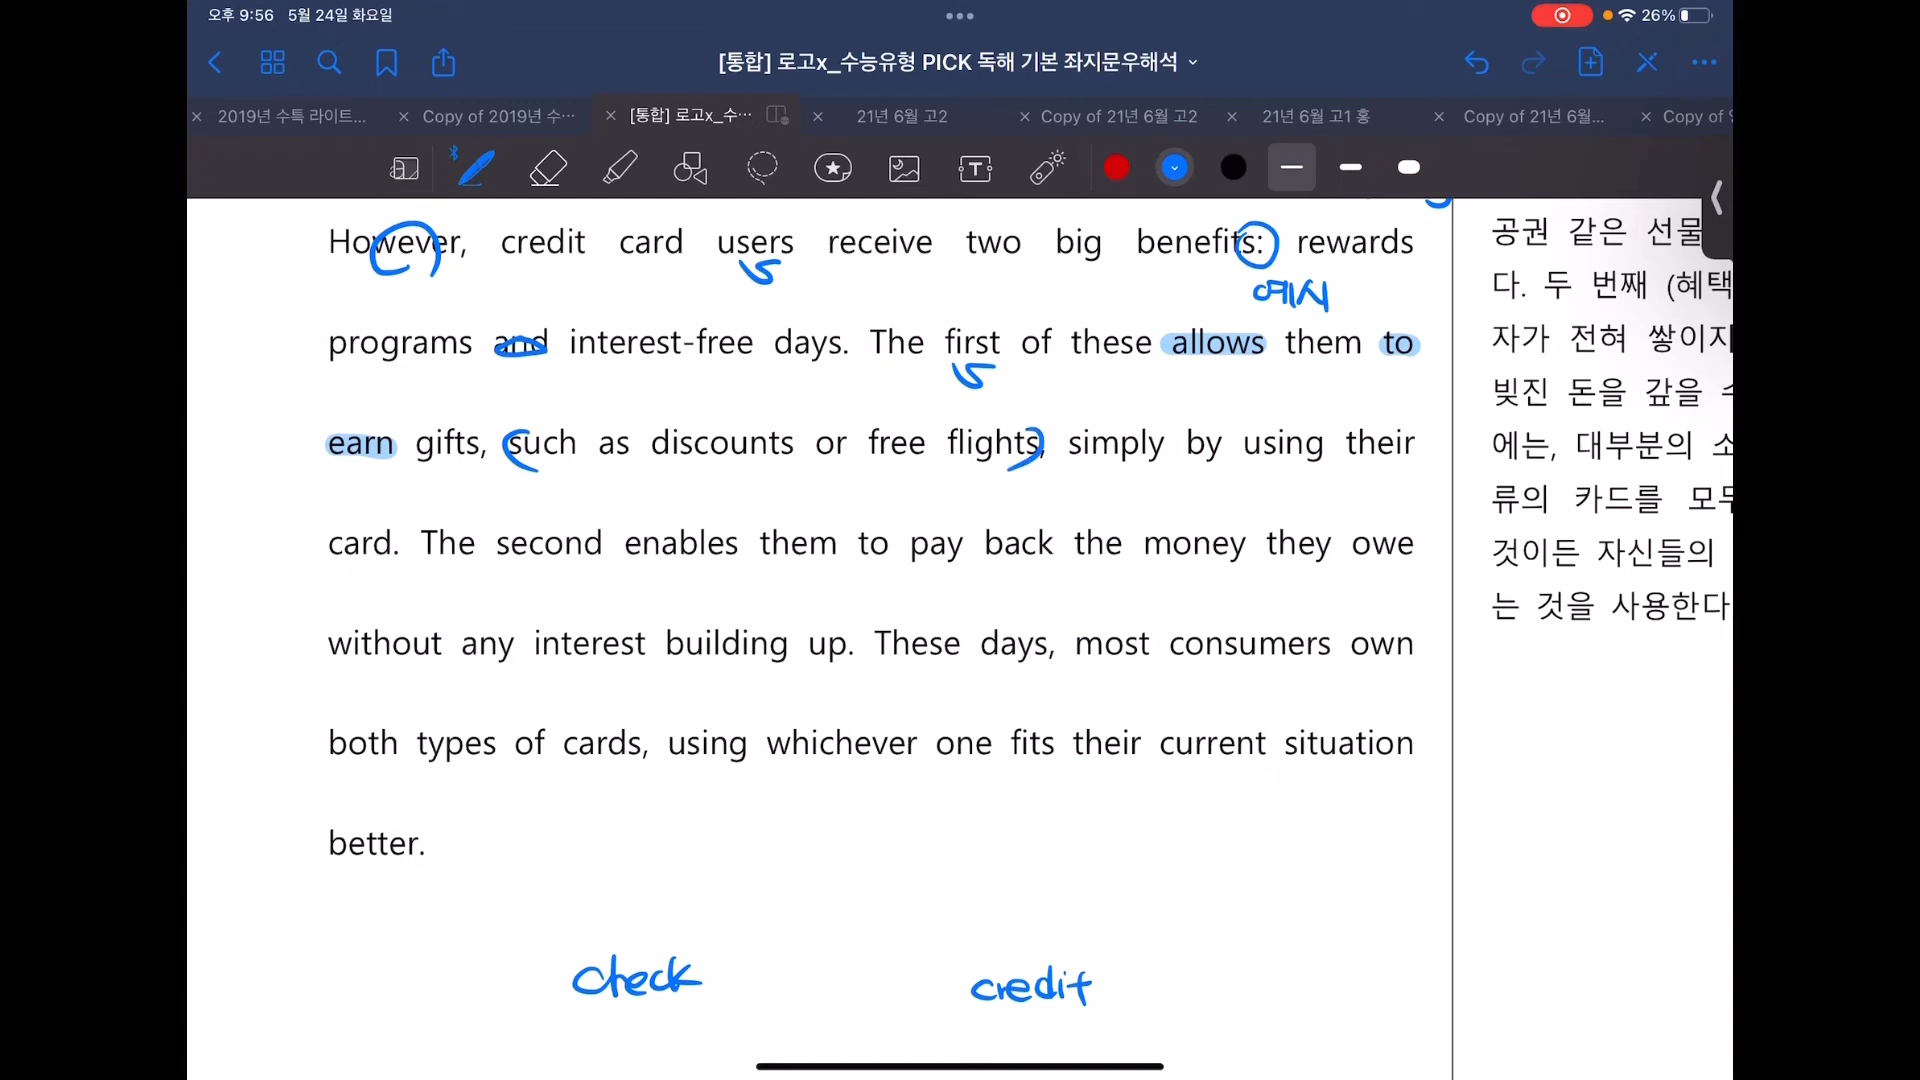 오후 9:56 5월 24일 화요일
26%
[통합] 로고x_수능유형 PICK 독해 기본 좌지문우해석
2019년 수특 라이트...
Copy of 2019년 수...
[통합] 로고x_수...
21년 6월 고2
Copy of 21년 6월 고2
21년 6월 고1 홍
Copy of 21년 6월...
Copy of
However, credit card users receive two big benefits: rewards
예시
programs and interest-free days. The first of these allows them to
earn gifts, such as discounts or free flights, simply by using their
card. The second enables them to pay back the money they owe
without any interest building up. These days, most consumers own
both types of cards, using whichever one fits their current situation
better.
check credit
공권 같은 선물
다. 두 번째 (혜택
자가 전혀 쌓이지
빚진 돈을 갚을
에는, 대부분의 소
류의 카드를 모두
것이든 자신들의
는 것을 사용한다